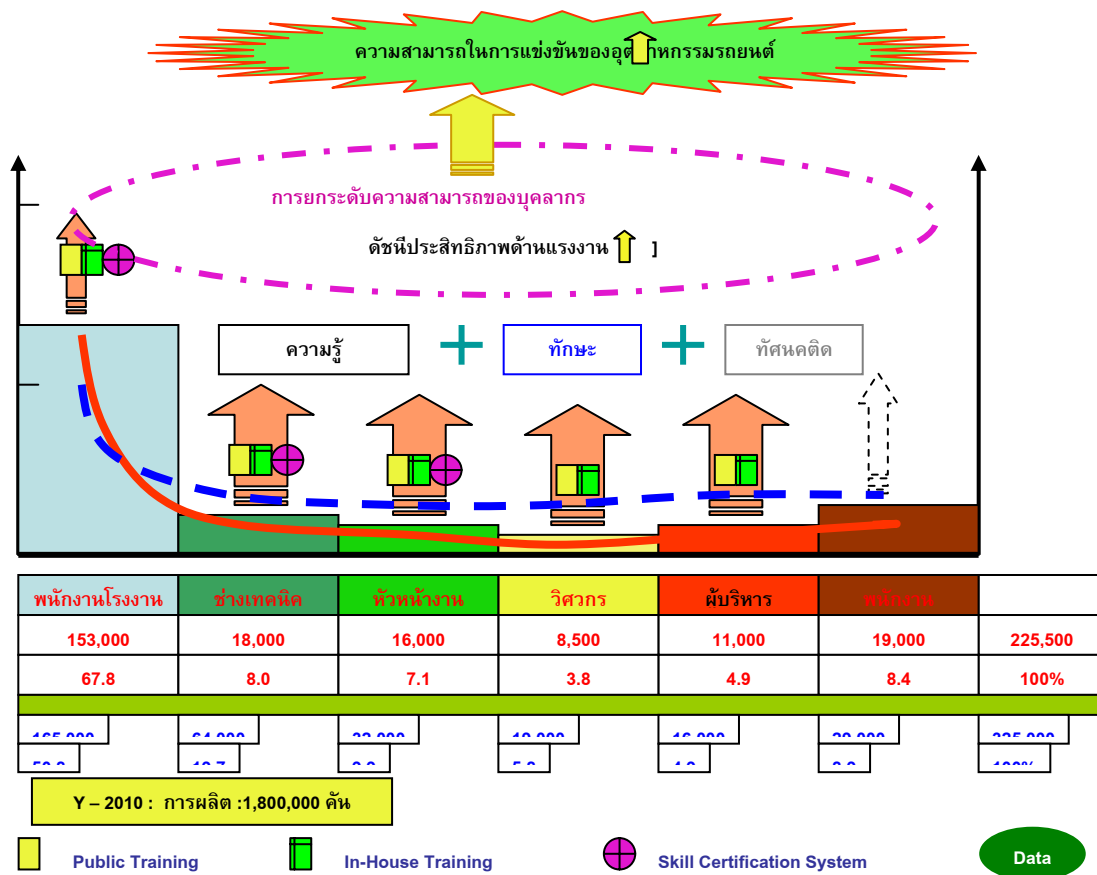 ความสามารถในการแข่งขันของอุต หกรรมรถยนต์
การยกระดับความสามารถของบุคลากร
ดัชนีประสิทธิภาพด้านแรงงาน ]
ความรู้ ทักษะ ทัศนคติด
พนักงานโรงงาน ช่างเทคนิค หัวหน้างาน วิศวกร ผับริหาร พนักงาน
153,000 18,000 16,000 8,500 11,000 19,000 225,500
67.8 8.0 7.1 3.8 4.9 8.4 100%
Y – 2010 : การผลิต :1,800,000 คัน
Public Training In-House Training Skill Certification System Data